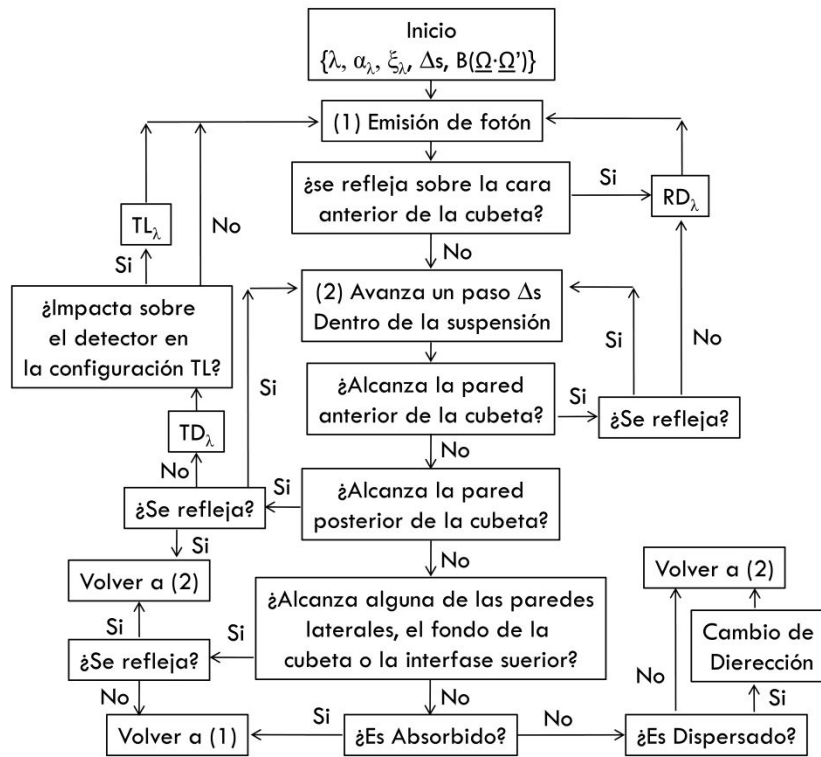 Inicio
{λ, αλ, ξλ, Δs, B(Ω·Ω')}
(1) Emisión de fotón
¿se refleja sobre la cara
anterior de la cubeta?
Si
RDλ
No
TLλ
No
Si
¿Impacta sobre
el detector en
la configuración TL?
(2) Avanza un paso Δs
Dentro de la suspensión
Si
Si
No
¿Alcanza la pared
anterior de la cubeta?
Si
¿Se refleja?
TDλ
No
No
¿Se refleja?
Si
¿Alcanza la pared
posterior de la cubeta?
Si
Volver a (2)
No
Volver a (2)
¿Alcanza alguna de las paredes
laterales, el fondo de la
cubeta o la interfase suerior?
Si
Si
¿Se refleja?
Cambio de
Dierección
No
Si
No
No
Volver a (1)
Si
¿Es Absorbido?
No
¿Es Dispersado?